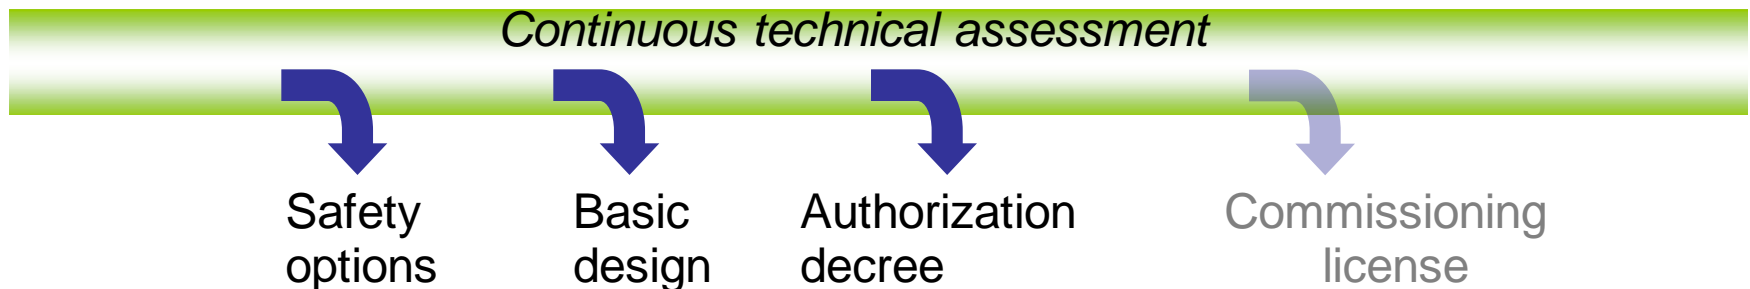 Continuous technical assessment
Safety options
Basic design
Authorization decree
Commissioning license